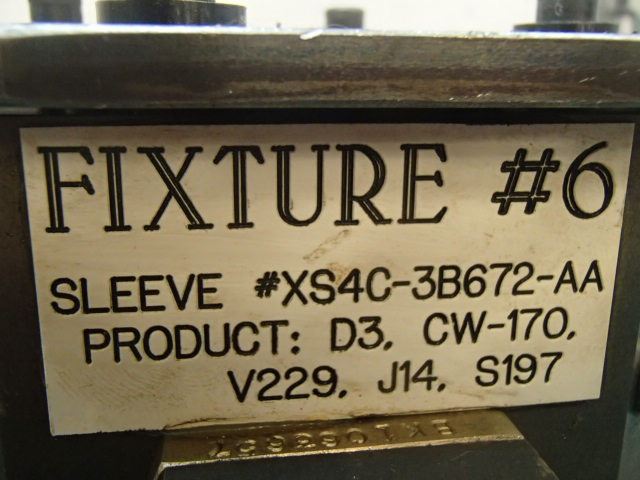 FIXTURE #6
SLEEVE #XS4C-3B672-AA
PRODUCT: D3, CW-170,
V229, J14, S197